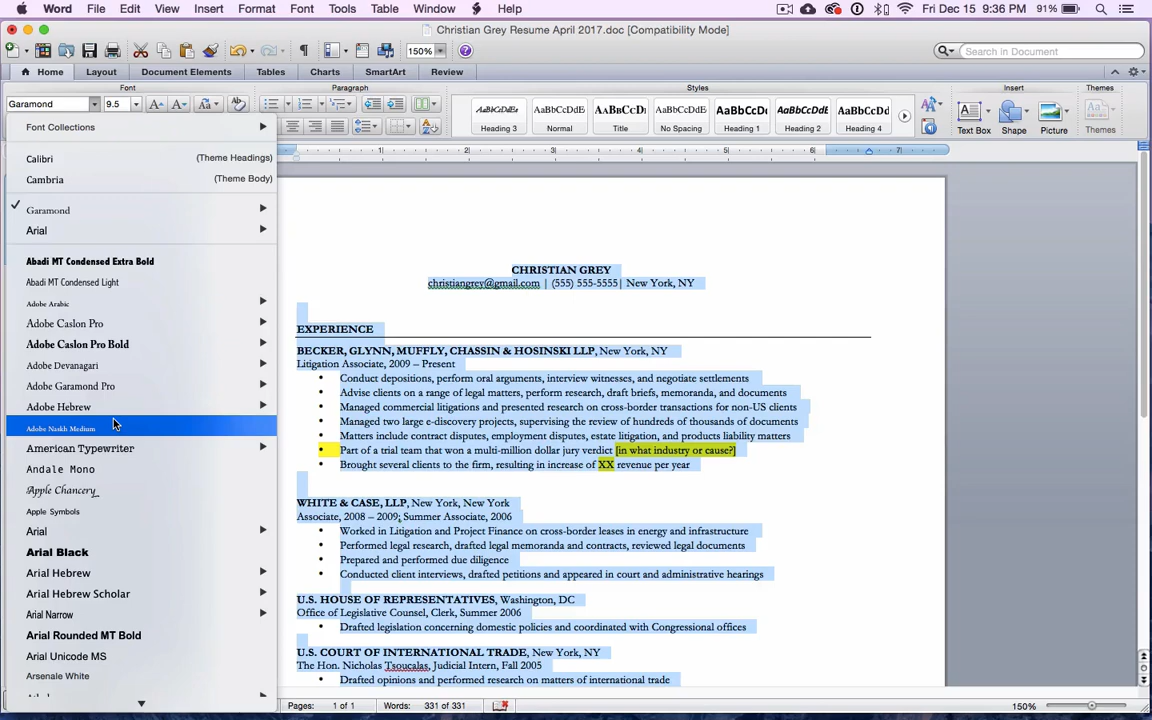 Word File Edit View Insert Format Font Tools Table Window Help Fri Dec 15 9:36 PM 91%
Christian Grey Resume April 2017.doc [Compatibility Mode]
150% Search in Document
Home Layout Document Elements Tables Charts SmartArt Review
Font Paragraph Styles Insert Themes
Garamond 9.5
AaBbCcDdEe AaBbCcDdE AaBbCcD AaBbCcDdE AaBbCcDd AaBbCcDdE AaBbCcDd
Heading 3 Normal Title No Spacing Heading 1 Heading 2 Heading 4 Text Box Shape Picture Themes
Font Collections
Calibri (Theme Headings)
Cambria (Theme Body)
Garamond
Arial
Abadi MT Condensed Extra Bold
Abadi MT Condensed Light
Adobe Arabic
Adobe Caslon Pro
Adobe Caslon Pro Bold
Adobe Devanagari
Adobe Garamond Pro
Adobe Hebrew
Adobe Naskh Medium
American Typewriter
Andale Mono
Apple Chancery
Apple Symbols
Arial
Arial Black
Arial Hebrew
Arial Hebrew Scholar
Arial Narrow
Arial Rounded MT Bold
Arial Unicode MS
Arsenale White
1 2 3 4 5 6 7
CHRISTIAN GREY
christiangrey@gmail.com | (555) 555-5555| New York, NY
EXPERIENCE
BECKER, GLYNN, MUFFLY, CHASSIN & HOSINSKI LLP, New York, NY
Litigation Associate, 2009 – Present
• Conduct depositions, perform oral arguments, interview witnesses, and negotiate settlements
• Advise clients on a range of legal matters, perform research, draft briefs, memoranda, and documents
• Managed commercial litigations and presented research on cross-border transactions for non-US clients
• Managed two large e-discovery projects, supervising the review of hundreds of thousands of documents
• Matters include contract disputes, employment disputes, estate litigation, and products liability matters
• Part of a trial team that won a multi-million dollar jury verdict [in what industry or cause?]
• Brought several clients to the firm, resulting in increase of XX revenue per year
WHITE & CASE, LLP, New York, New York
Associate, 2008 – 2009; Summer Associate, 2006
• Worked in Litigation and Project Finance on cross-border leases in energy and infrastructure
• Performed legal research, drafted legal memoranda and contracts, reviewed legal documents
• Prepared and performed due diligence
• Conducted client interviews, drafted petitions and appeared in court and administrative hearings
U.S. HOUSE OF REPRESENTATIVES, Washington, DC
Office of Legislative Counsel, Clerk, Summer 2006
• Drafted legislation concerning domestic policies and coordinated with Congressional offices
U.S. COURT OF INTERNATIONAL TRADE, New York, NY
The Hon. Nicholas Tsoucalas, Judicial Intern, Fall 2005
• Drafted opinions and performed research on matters of international trade
Pages: 1 of 1 Words: 331 of 331 150%